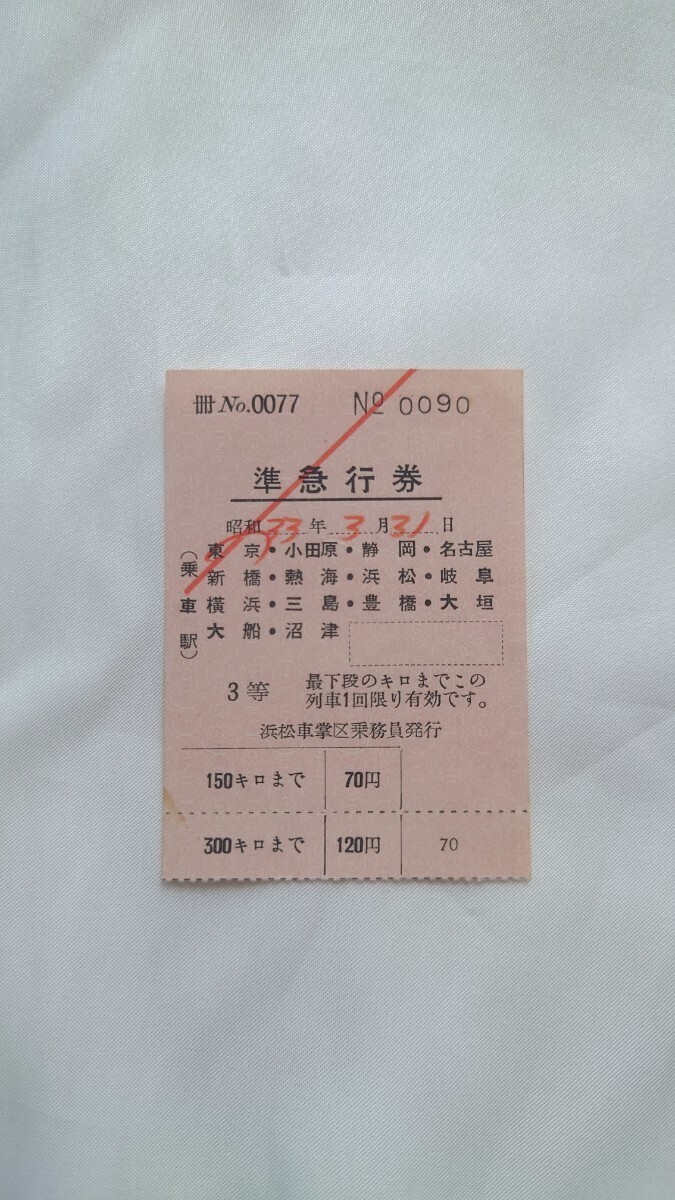 冊 No.0077 No 0090
準急行券
昭和 33 年 3 月 31 日
(乗車駅)
東京・小田原・静岡・名古屋
新橋・熱海・浜松・岐阜
横浜・三島・豊橋・大垣
大船・沼津
3等 最下段のキロまでこの
列車1回限り有効です。
浜松車掌区乗務員発行
150キロまで 70円
300キロまで 120円 70